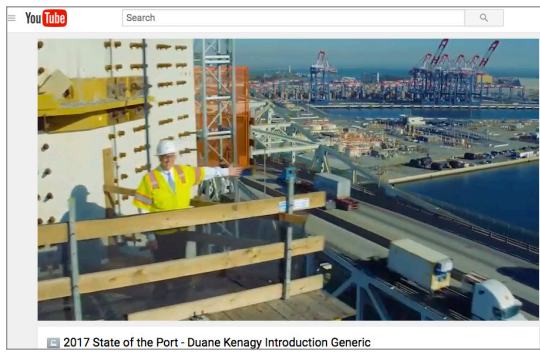 YouTube
Search
2017 State of the Port - Duane Kenagy Introduction Generic